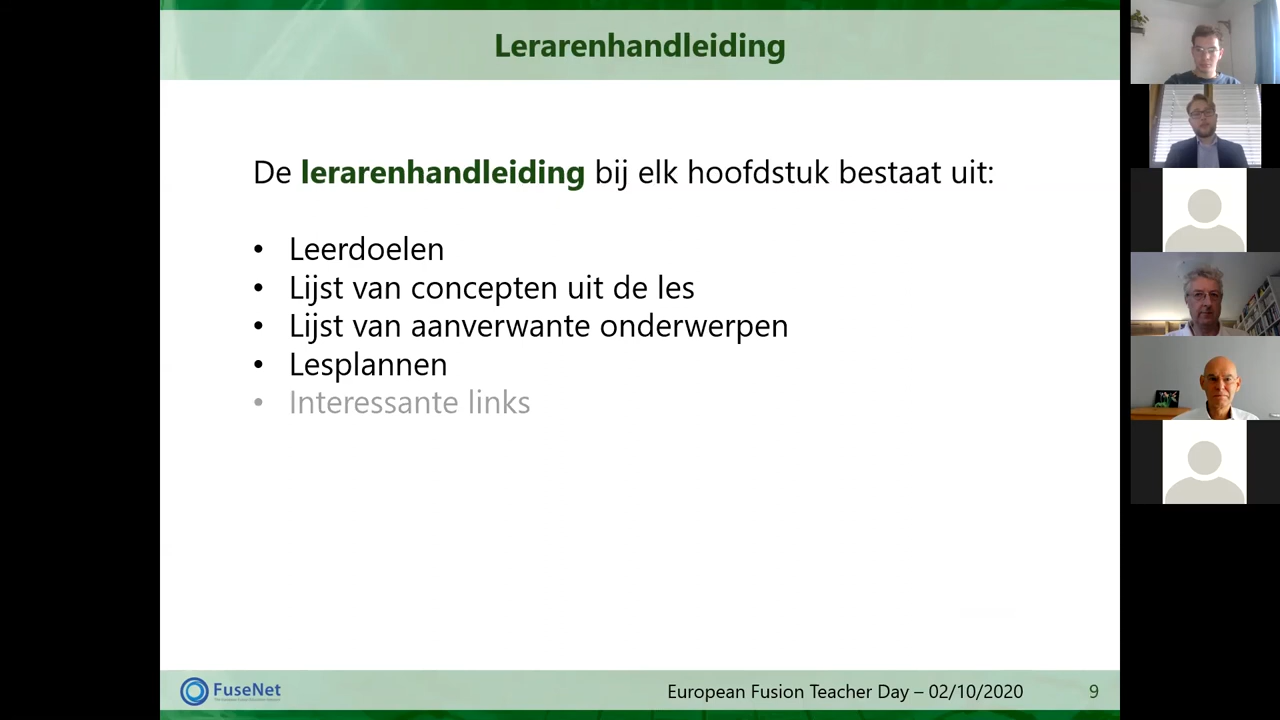 Lerarenhandleiding
De lerarenhandleiding bij elk hoofdstuk bestaat uit:
• Leerdoelen
• Lijst van concepten uit de les
• Lijst van aanverwante onderwerpen
• Lesplannen
• Interessante links
FuseNet
European Fusion Teacher Day – 02/10/2020
9